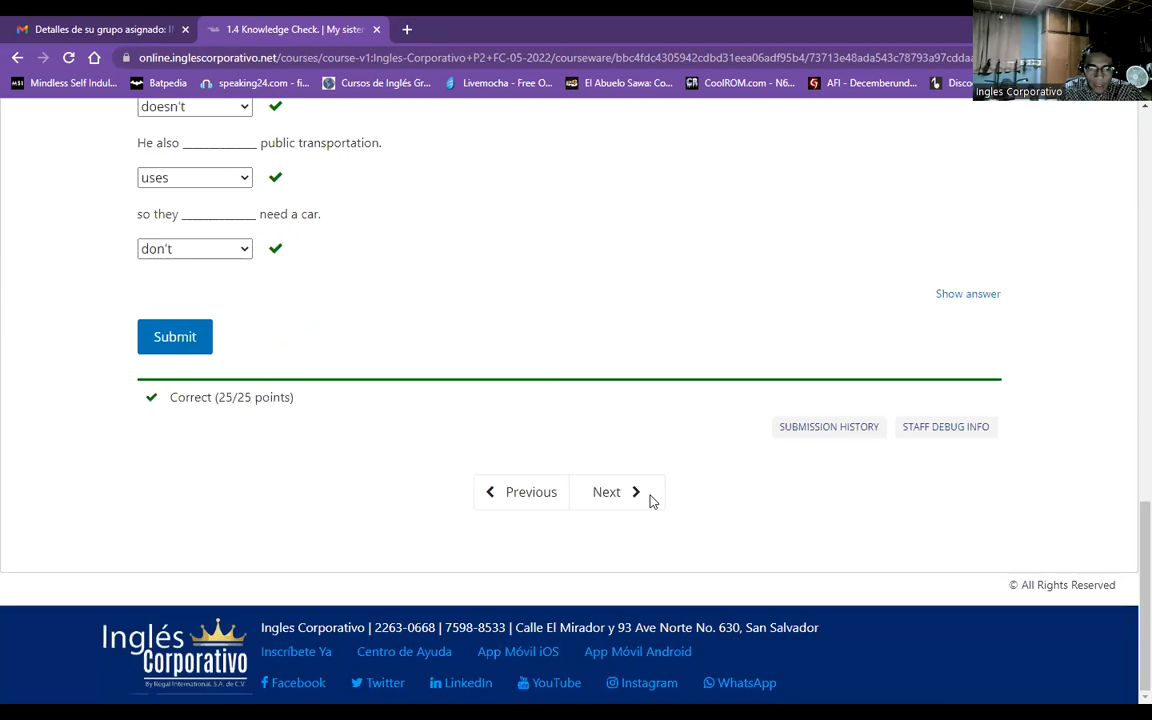 Detalles de su grupo asignado: I
1.4 Knowledge Check. | My sister
online.inglescorporativo.net/courses/course-v1:Ingles-Corporativo+P2+FC-05-2022/courseware/bbc4fdc4305942cdbd31eea06adf95b4/73713e48ada543c78793a97cddaa
Mindless Self Indul...
Batpedia
speaking24.com - fi...
Cursos de Inglés Gr...
Livemocha - Free O...
El Abuelo Sawa: Co...
CoolROM.com - N6...
AFI - Decemberund...
Disco
Ingles Corporativo
doesn't
He also ____________ public transportation.
uses
so they ____________ need a car.
don't
Show answer
Submit
Correct (25/25 points)
SUBMISSION HISTORY
STAFF DEBUG INFO
Previous
Next
© All Rights Reserved
Inglés
Corporativo
By Regal International, S.A. de C.V.
Ingles Corporativo | 2263-0668 | 7598-8533 | Calle El Mirador y 93 Ave Norte No. 630, San Salvador
Inscríbete Ya
Centro de Ayuda
App Móvil iOS
App Móvil Android
Facebook
Twitter
LinkedIn
YouTube
Instagram
WhatsApp